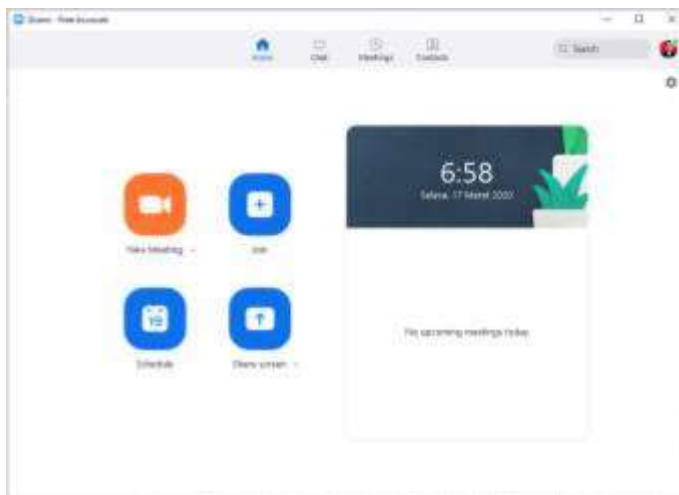 Zoom - Free Account
Home
Chat
Meetings
Contacts
Search
6:58
Selasa, 17 Maret 2020
New Meeting
Join
19
Schedule
Share screen
No upcoming meetings today